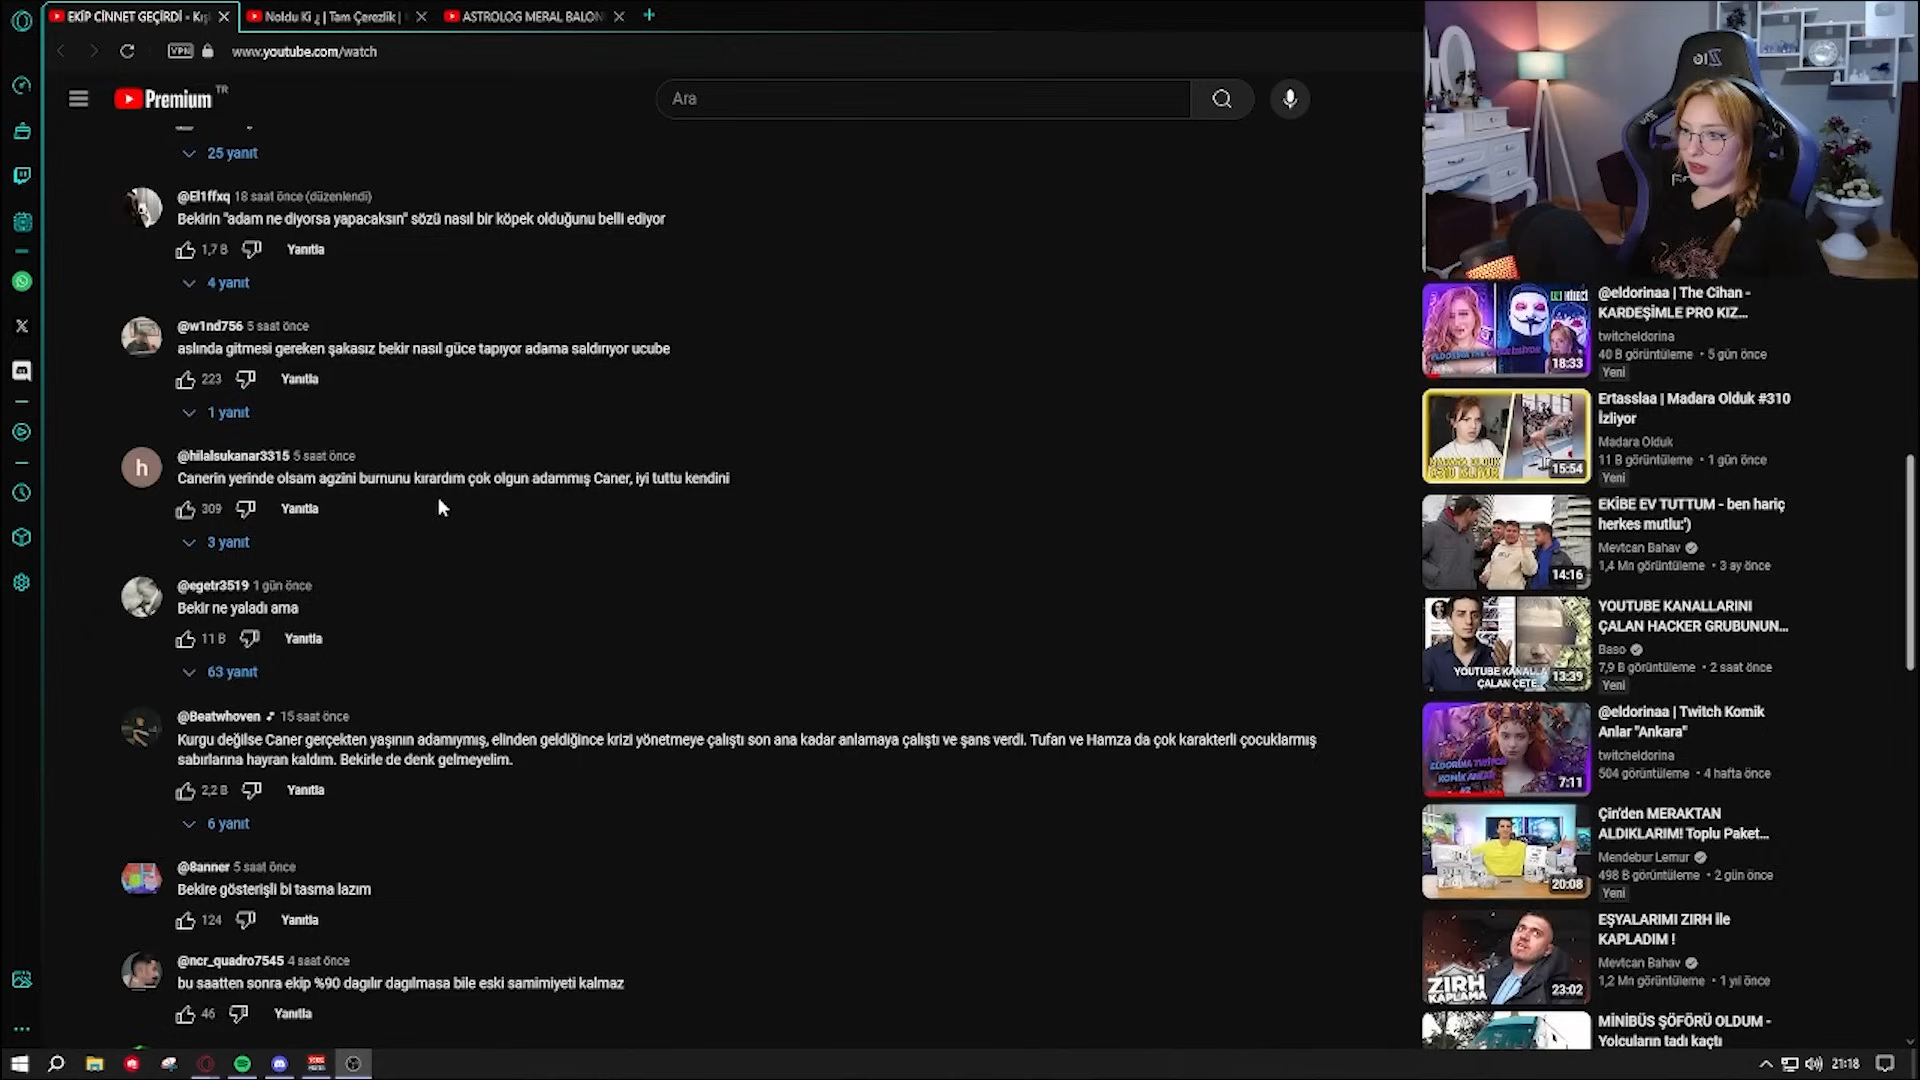 EKİP CİNNET GEÇİRDİ - Kış
Noldu Ki ¿ | Tam Çerezlik |
ASTROLOG MERAL BALON
VPN
www.youtube.com/watch
Premium TR
Ara
25 yanıt
@El1ffxq 18 saat önce (düzenlendi)
Bekirin "adam ne diyorsa yapacaksın" sözü nasıl bir köpek olduğunu belli ediyor
1,7 B Yanıtla
4 yanıt
@w1nd756 5 saat önce
aslında gitmesi gereken şakasız bekir nasıl güce tapıyor adama saldırıyor ucube
223 Yanıtla
1 yanıt
h
@hilalsukanar3315 5 saat önce
Canerin yerinde olsam agzini burnunu kırardım çok olgun adammış Caner, iyi tuttu kendini
309 Yanıtla
3 yanıt
@egetr3519 1 gün önce
Bekir ne yaladı ama
11 B Yanıtla
63 yanıt
@Beatwhoven 15 saat önce
Kurgu değilse Caner gerçekten yaşının adamıymış, elinden geldiğince krizi yönetmeye çalıştı son ana kadar anlamaya çalıştı ve şans verdi. Tufan ve Hamza da çok karakterli çocuklarmış
sabırlarına hayran kaldım. Bekirle de denk gelmeyelim.
2,2 B Yanıtla
6 yanıt
@8anner 5 saat önce
Bekire gösterişli bi tasma lazım
124 Yanıtla
@ncr_quadro7545 4 saat önce
bu saatten sonra ekip %90 dagılır dagılmasa bile eski samimiyeti kalmaz
46 Yanıtla
@eldorinaa | The Cihan -
KARDEŞİMLE PRO KIZ...
twitcheldorina
40 B görüntüleme • 5 gün önce
Yeni
18:33
Ertasslaa | Madara Olduk #310
İzliyor
Madara Olduk
11 B görüntüleme • 1 gün önce
Yeni
15:54
EKİBE EV TUTTUM - ben hariç
herkes mutlu:')
Mevtcan Bahav
1,4 Mn görüntüleme • 3 ay önce
14:16
YOUTUBE KANALLARINI
ÇALAN HACKER GRUBUNUN...
Baso
7,9 B görüntüleme • 2 saat önce
Yeni
YOUTUBE KANALLA
ÇALAN ÇETE
13:39
@eldorinaa | Twitch Komik
Anlar "Ankara"
twitcheldorina
504 görüntüleme • 4 hafta önce
ELDORİNA TWİTCH
KOMİK ANLAR
7:11
Çin'den MERAKTAN
ALDIKLARIM! Toplu Paket...
Mendebur Lemur
498 B görüntüleme • 2 gün önce
Yeni
20:08
EŞYALARIMI ZIRH ile
KAPLADIM !
Mevtcan Bahav
1,2 Mn görüntüleme • 1 yıl önce
ZIRH
KAPLAMA
23:02
MİNİBÜS ŞÖFÖRÜ OLDUM -
Yolcuların tadı kaçtı
21:18